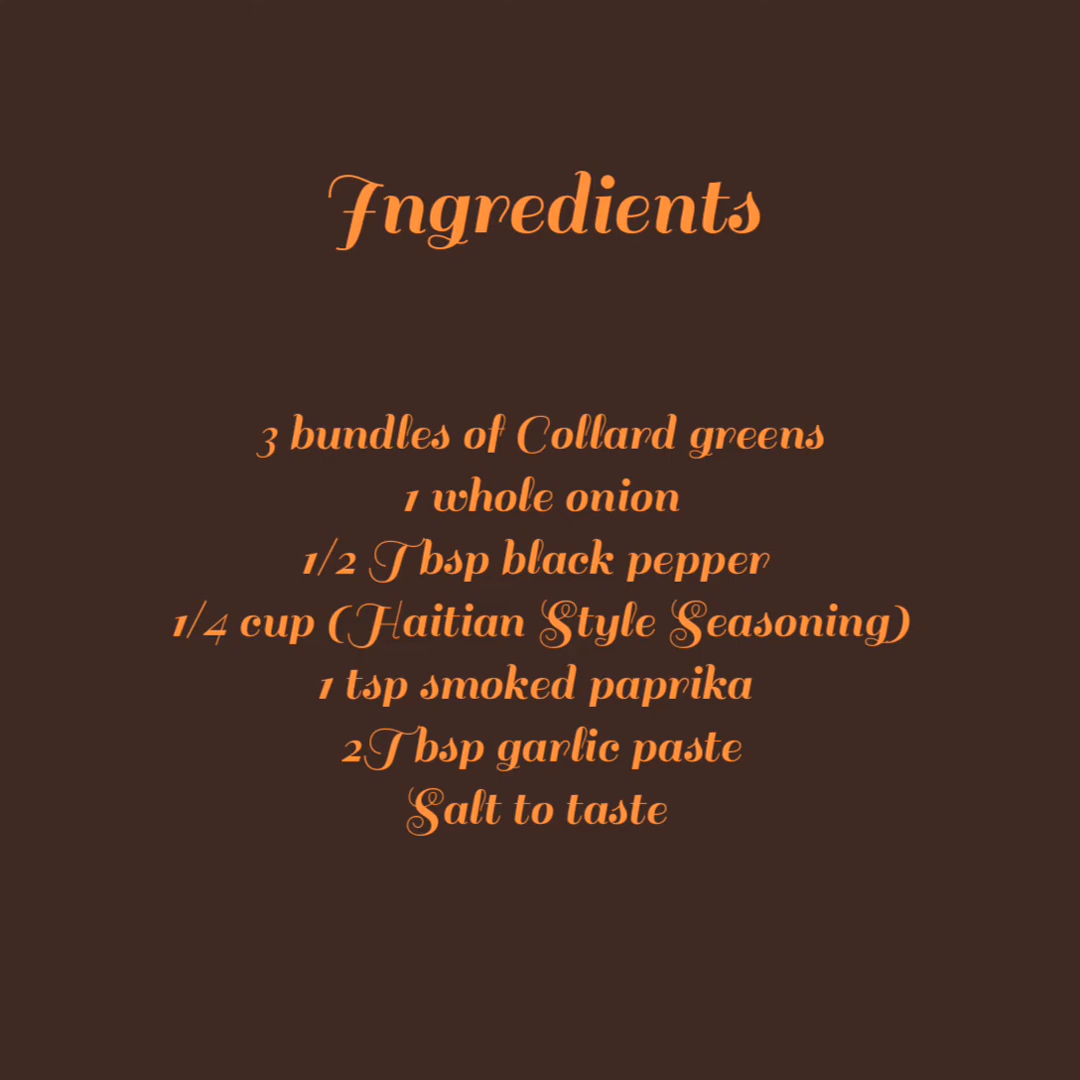 Ingredients
3 bundles of Collard greens
1 whole onion
1/2 Tbsp black pepper
1/4 cup (Haitian Style Seasoning)
1 tsp smoked paprika
2Tbsp garlic paste
Salt to taste